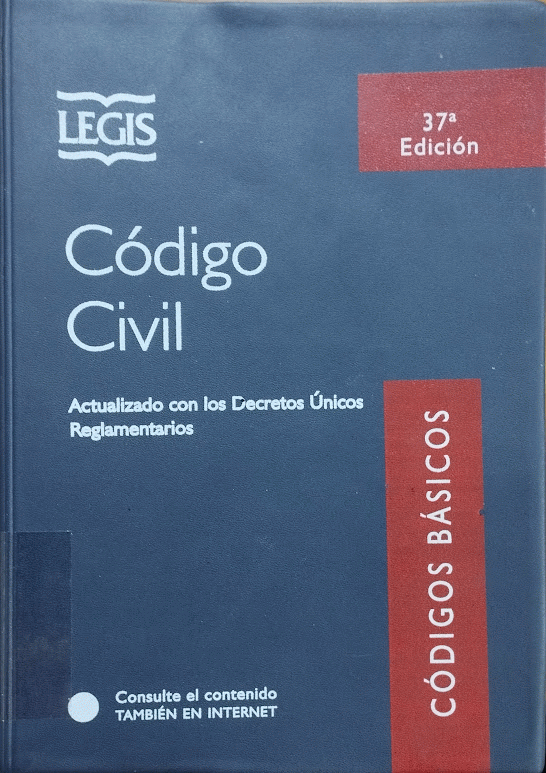 LEGIS
37ª
Edición
Código
Civil
Actualizado con los Decretos Únicos
Reglamentarios
CÓDIGOS BÁSICOS
Consulte el contenido
TAMBIÉN EN INTERNET